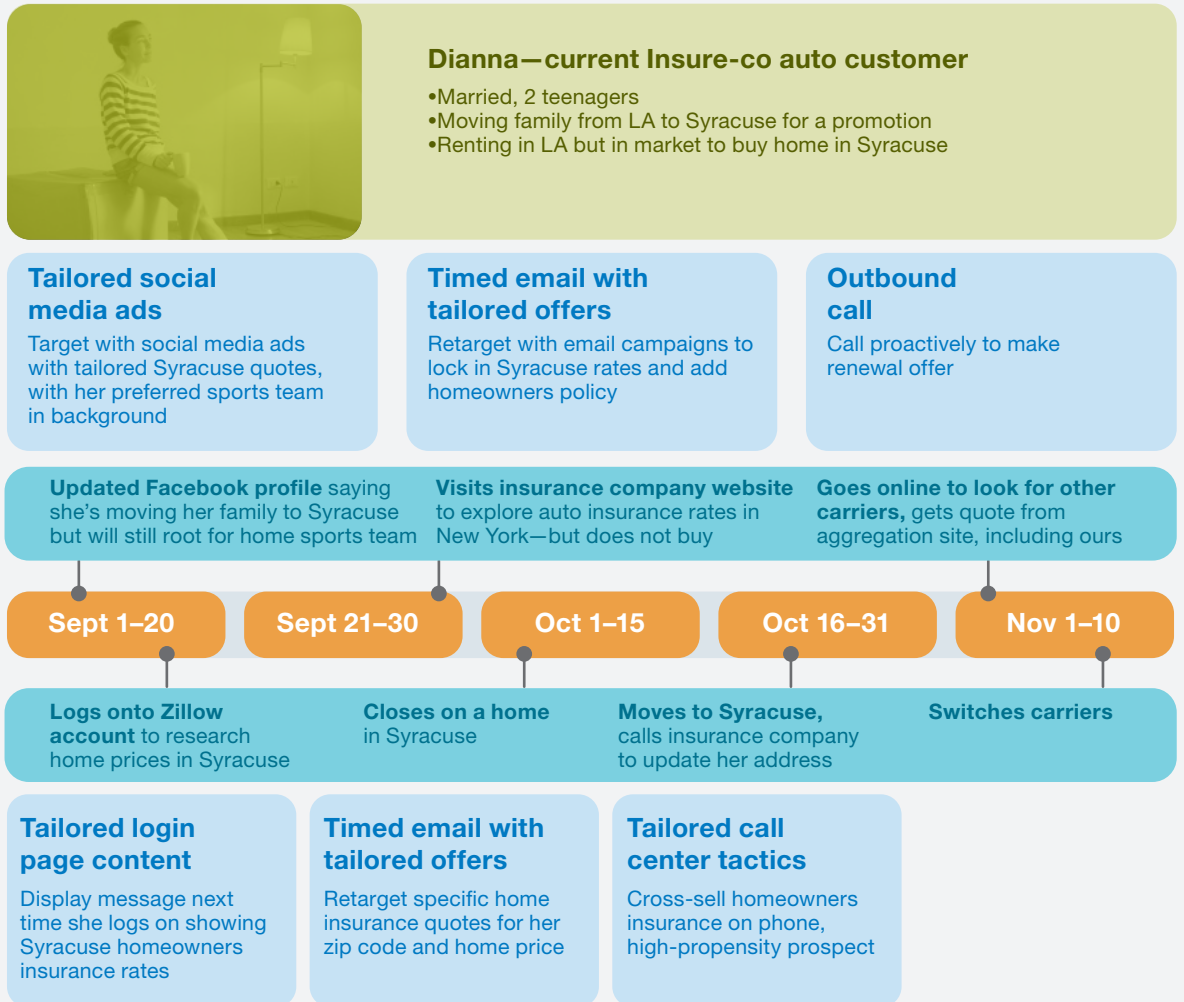 Dianna—current Insure-co auto customer
•Married, 2 teenagers
•Moving family from LA to Syracuse for a promotion
•Renting in LA but in market to buy home in Syracuse
Tailored social
media ads
Target with social media ads
with tailored Syracuse quotes,
with her preferred sports team
in background
Timed email with
tailored offers
Retarget with email campaigns to
lock in Syracuse rates and add
homeowners policy
Outbound
call
Call proactively to make
renewal offer
Updated Facebook profile saying
she's moving her family to Syracuse
but will still root for home sports team
Visits insurance company website
to explore auto insurance rates in
New York—but does not buy
Goes online to look for other
carriers, gets quote from
aggregation site, including ours
Sept 1–20
Sept 21–30
Oct 1–15
Oct 16–31
Nov 1–10
Logs onto Zillow
account to research
home prices in Syracuse
Closes on a home
in Syracuse
Moves to Syracuse,
calls insurance company
to update her address
Switches carriers
Tailored login
page content
Display message next
time she logs on showing
Syracuse homeowners
insurance rates
Timed email with
tailored offers
Retarget specific home
insurance quotes for her
zip code and home price
Tailored call
center tactics
Cross-sell homeowners
insurance on phone,
high-propensity prospect